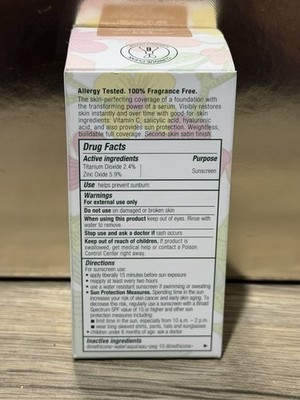 Allergy Tested. 100% Fragrance Free.
The skin-perfecting coverage of a foundation with
the transforming power of a serum. Visibly restores
skin instantly and over time with good-for-skin
ingredients: Vitamin C, salicylic acid, hyaluronic
acid, and also provides sun protection. Weightless,
buildable full coverage. Second-skin satin finish.
Drug Facts
Active ingredients Purpose
Titanium Dioxide 2.4%
Zinc Oxide 5.9% Sunscreen
Use helps prevent sunburn
Warnings
For external use only
Do not use on damaged or broken skin
When using this product keep out of eyes. Rinse with
water to remove
Stop use and ask a doctor if rash occurs
Keep out of reach of children. If product is
swallowed, get medical help or contact a Poison
Control Center right away.
Directions
For sunscreen use:
• apply liberally 15 minutes before sun exposure
• reapply at least every two hours
• use a water resistant sunscreen if swimming or sweating
• Sun Protection Measures. Spending time in the sun
increases your risk of skin cancer and early skin aging. To
decrease this risk, regularly use a sunscreen with a Broad
Spectrum SPF value of 15 or higher and other sun
protection measures including:
■ limit time in the sun, especially from 10 a.m. – 2 p.m.
■ wear long-sleeved shirts, pants, hats and sunglasses
• children under 6 months of age: ask a doctor
Inactive ingredients